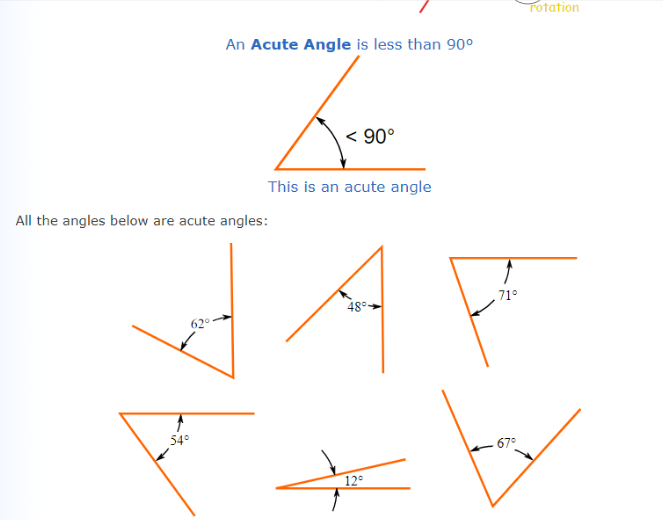 rotation
An Acute Angle is less than 90°
< 90°
This is an acute angle
All the angles below are acute angles:
62° 48° 71°
54° 12° 67°